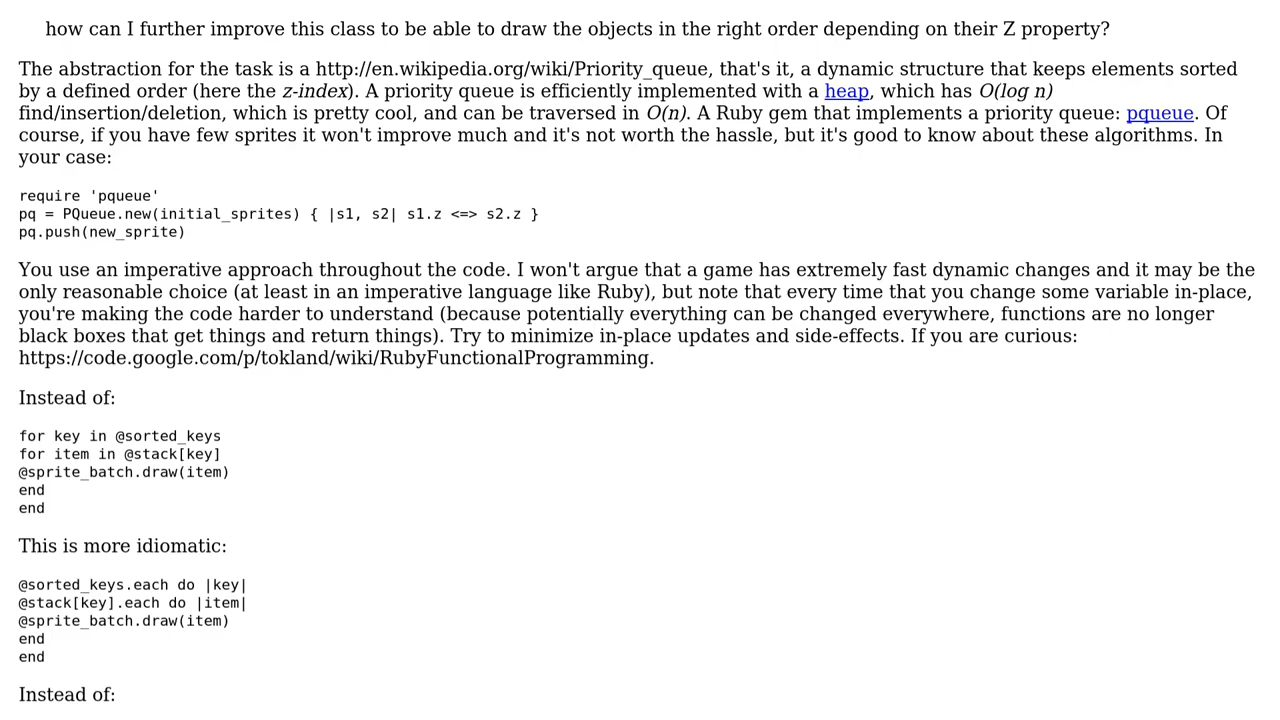 how can I further improve this class to be able to draw the objects in the right order depending on their Z property?
The abstraction for the task is a http://en.wikipedia.org/wiki/Priority_queue, that's it, a dynamic structure that keeps elements sorted
by a defined order (here the z-index). A priority queue is efficiently implemented with a heap, which has O(log n)
find/insertion/deletion, which is pretty cool, and can be traversed in O(n). A Ruby gem that implements a priority queue: pqueue. Of
course, if you have few sprites it won't improve much and it's not worth the hassle, but it's good to know about these algorithms. In
your case:
require 'pqueue'
pq = PQueue.new(initial_sprites) { |s1, s2| s1.z <=> s2.z }
pq.push(new_sprite)
You use an imperative approach throughout the code. I won't argue that a game has extremely fast dynamic changes and it may be the
only reasonable choice (at least in an imperative language like Ruby), but note that every time that you change some variable in-place,
you're making the code harder to understand (because potentially everything can be changed everywhere, functions are no longer
black boxes that get things and return things). Try to minimize in-place updates and side-effects. If you are curious:
https://code.google.com/p/tokland/wiki/RubyFunctionalProgramming.
Instead of:
for key in @sorted_keys
for item in @stack[key]
@sprite_batch.draw(item)
end
end
This is more idiomatic:
@sorted_keys.each do |key|
@stack[key].each do |item|
@sprite_batch.draw(item)
end
end
Instead of: